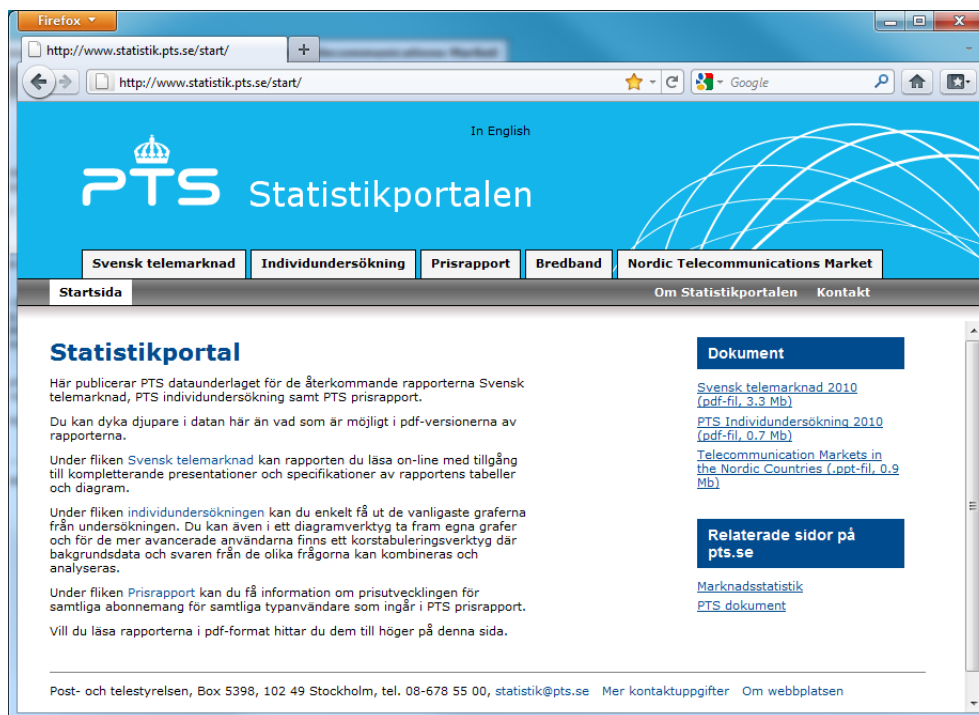 Firefox
http://www.statistik.pts.se/start/
http://www.statistik.pts.se/start/
Google
In English
PTS Statistikportalen
Svensk telemarknad Individundersökning Prisrapport Bredband Nordic Telecommunications Market
Startsida Om Statistikportalen Kontakt
Statistikportal
Här publicerar PTS dataunderlaget för de återkommande rapporterna Svensk
telemarknad, PTS individundersökning samt PTS prisrapport.
Du kan dyka djupare i datan här än vad som är möjligt i pdf-versionerna av
rapporterna.
Under fliken Svensk telemarknad kan rapporten du läsa on-line med tillgång
till kompletterande presentationer och specifikationer av rapportens tabeller
och diagram.
Under fliken individundersökningen kan du enkelt få ut de vanligaste graferna
från undersökningen. Du kan även i ett diagramverktyg ta fram egna grafer
och för de mer avancerade användarna finns ett korstabuleringsverktyg där
bakgrundsdata och svaren från de olika frågorna kan kombineras och
analyseras.
Under fliken Prisrapport kan du få information om prisutvecklingen för
samtliga abonnemang för samtliga typanvändare som ingår i PTS prisrapport.
Vill du läsa rapporterna i pdf-format hittar du dem till höger på denna sida.
Dokument
Svensk telemarknad 2010
(pdf-fil, 3.3 Mb)
PTS Individundersökning 2010
(pdf-fil, 0.7 Mb)
Telecommunication Markets in
the Nordic Countries (.ppt-fil, 0.9
Mb)
Relaterade sidor på
pts.se
Marknadsstatistik
PTS dokument
Post- och telestyrelsen, Box 5398, 102 49 Stockholm, tel. 08-678 55 00, statistik@pts.se Mer kontaktuppgifter Om webbplatsen